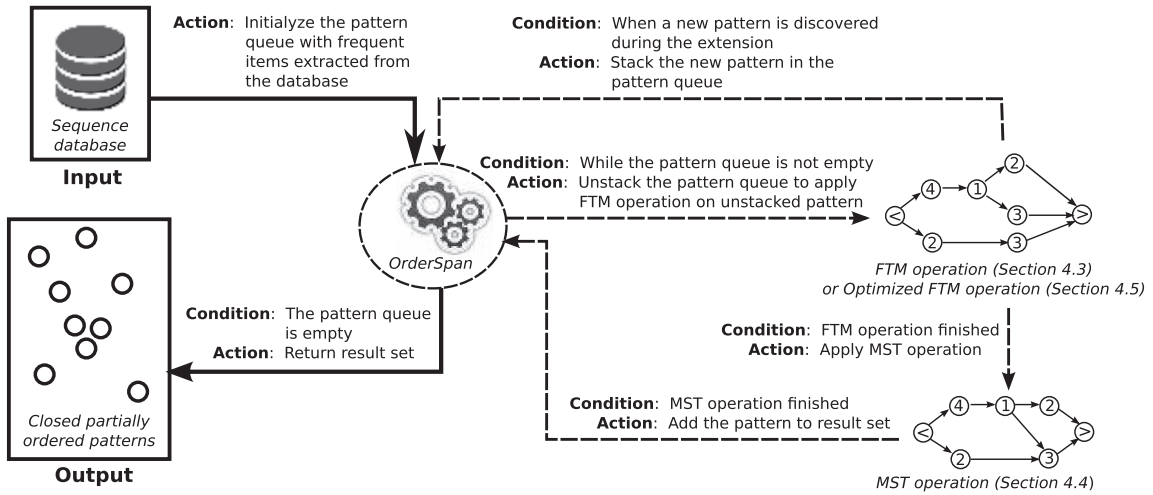 Action: Initialyze the pattern
queue with frequent
items extracted from
the database
Sequence
database
Input
Condition: When a new pattern is discovered
during the extension
Action: Stack the new pattern in the
pattern queue
Condition: While the pattern queue is not empty
Action: Unstack the pattern queue to apply
FTM operation on unstacked pattern
OrderSpan
<
4
1
2
3
2
3
>
FTM operation (Section 4.3)
or Optimized FTM operation (Section 4.5)
Condition: The pattern queue
is empty
Action: Return result set
Condition: FTM operation finished
Action: Apply MST operation
Condition: MST operation finished
Action: Add the pattern to result set
<
4
1
2
2
3
>
MST operation (Section 4.4)
Closed partially
ordered patterns
Output